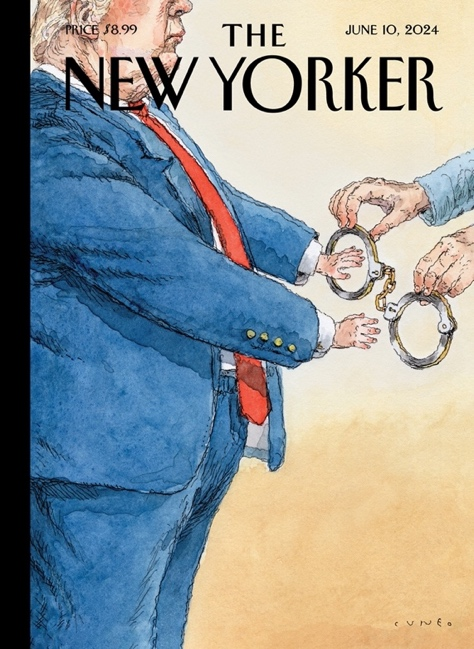 PRICE $8.99
THE
JUNE 10, 2024
NEW YORKER
CUNEO